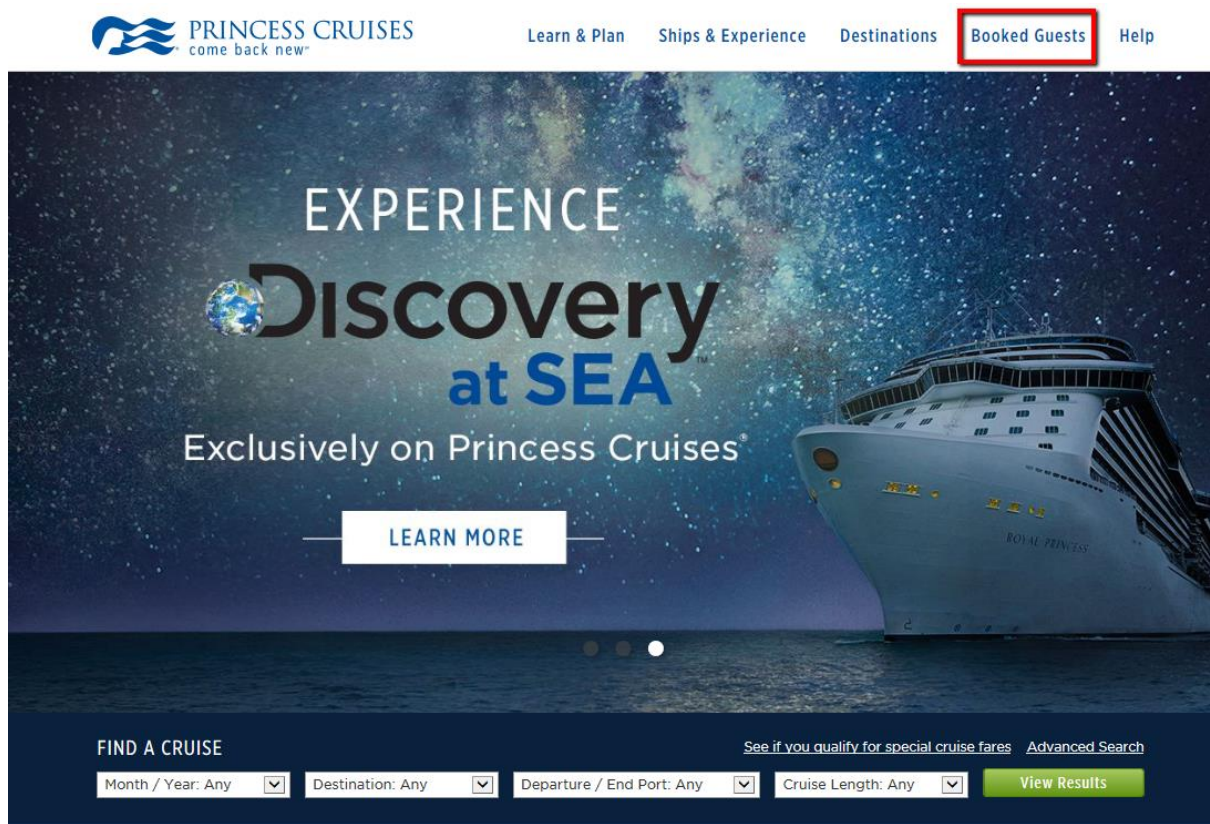 PRINCESS CRUISES
come back new℠
Learn & Plan Ships & Experience Destinations Booked Guests Help
EXPERIENCE
DISCOVERY
at SEA™
Exclusively on Princess Cruises®
LEARN MORE
ROYAL PRINCESS
FIND A CRUISE
See if you qualify for special cruise fares Advanced Search
Month / Year: Any Destination: Any Departure / End Port: Any Cruise Length: Any View Results